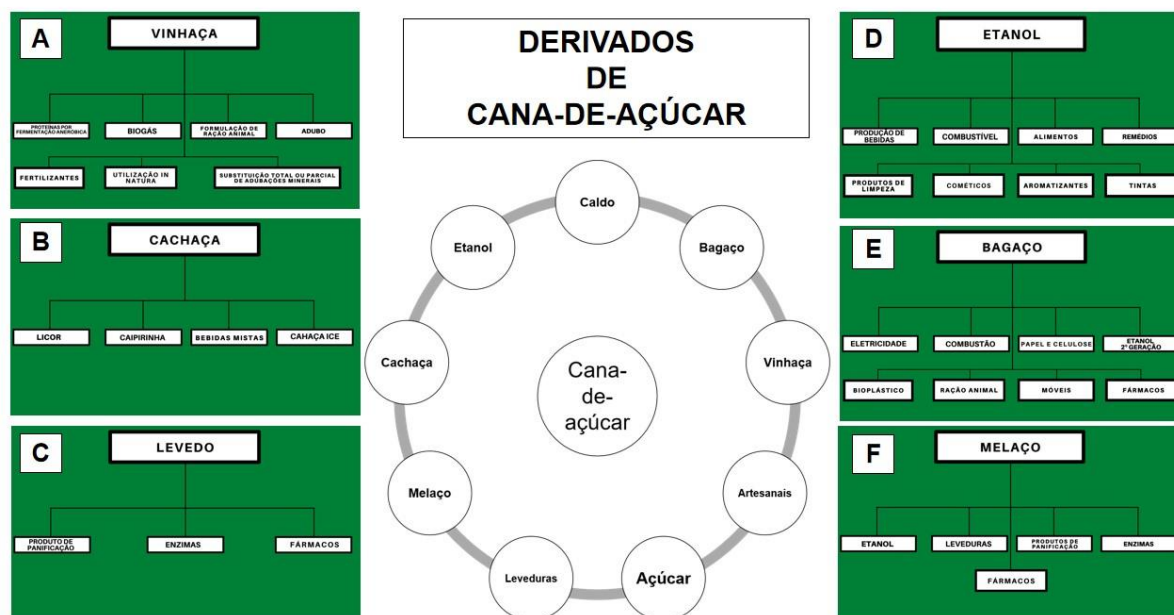 A
VINHAÇA
PROTEÍNAS POR
FERMENTAÇÃO ANERÓBICA
BIOGÁS
FORMULAÇÃO DE
RAÇÃO ANIMAL
ADUBO
FERTILIZANTES
UTILIZAÇÃO IN
NATURA
SUBSTITUIÇÃO TOTAL OU PARCIAL
DE ADUBAÇÕES MINERAIS
B
CACHAÇA
LICOR
CAIPIRINHA
BEBIDAS MISTAS
CAHAÇA ICE
C
LEVEDO
PRODUTO DE
PANIFICAÇÃO
ENZIMAS
FÁRMACOS
DERIVADOS
DE
CANA-DE-AÇÚCAR
Caldo
Bagaço
Vinhaça
Artesanais
Açúcar
Leveduras
Melaço
Cachaça
Etanol
Cana-
de-
açúcar
D
ETANOL
PRODUÇÃO DE
BEBIDAS
COMBUSTÍVEL
ALIMENTOS
REMÉDIOS
PRODUTOS DE
LIMPEZA
COMÉTICOS
AROMATIZANTES
TINTAS
E
BAGAÇO
ELETRICIDADE
COMBUSTÃO
PAPEL E CELULOSE
ETANOL
2ª GERAÇÃO
BIOPLÁSTICO
RAÇÃO ANIMAL
MÓVEIS
FÁRMACOS
F
MELAÇO
ETANOL
LEVEDURAS
PRODUTOS DE
PANIFICAÇÃO
ENZIMAS
FÁRMACOS